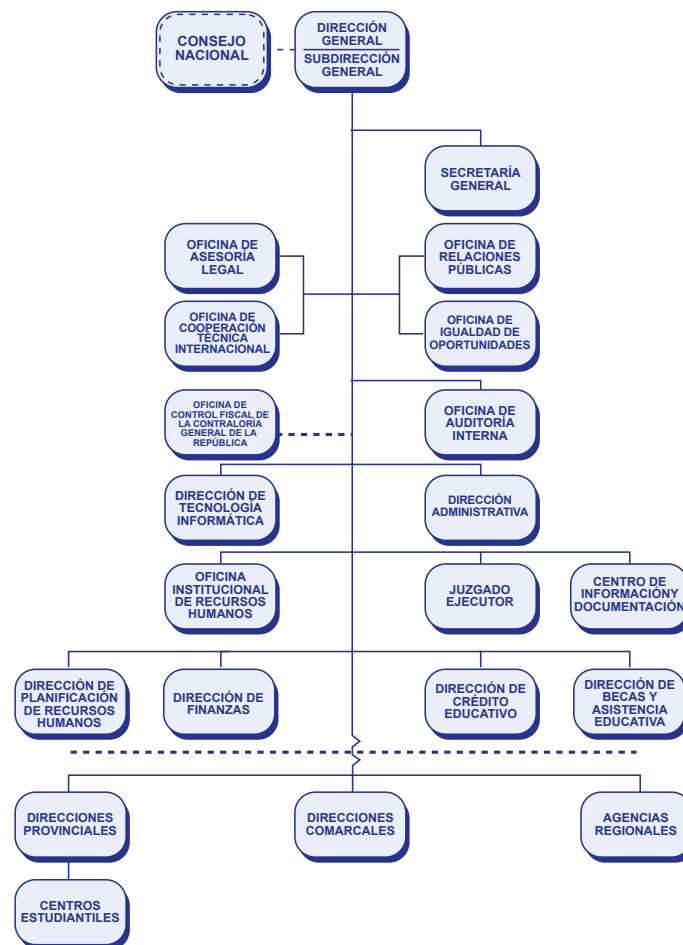 CONSEJO
NACIONAL
DIRECCIÓN
GENERAL
SUBDIRECCIÓN
GENERAL
SECRETARÍA
GENERAL
OFICINA DE
ASESORÍA
LEGAL
OFICINA DE
RELACIONES
PÚBLICAS
OFICINA DE
COOPERACIÓN
TÉCNICA
INTERNACIONAL
OFICINA DE
IGUALDAD DE
OPORTUNIDADES
OFICINA DE
CONTROL FISCAL DE
LA CONTRALORÍA
GENERAL DE LA
REPÚBLICA
OFICINA DE
AUDITORÍA
INTERNA
DIRECCIÓN DE
TECNOLOGÍA
INFORMÁTICA
DIRECCIÓN
ADMINISTRATIVA
OFICINA
INSTITUCIONAL
DE RECURSOS
HUMANOS
JUZGADO
EJECUTOR
CENTRO DE
INFORMACIONY
DOCUMENTACIÓN
DIRECCIÓN DE
PLANIFICACIÓN
DE RECURSOS
HUMANOS
DIRECCIÓN DE
FINANZAS
DIRECCIÓN DE
CRÉDITO
EDUCATIVO
DIRECCIÓN DE
BECAS Y
ASISTENCIA
EDUCATIVA
DIRECCIONES
PROVINCIALES
DIRECCIONES
COMARCALES
AGENCIAS
REGIONALES
CENTROS
ESTUDIANTILES